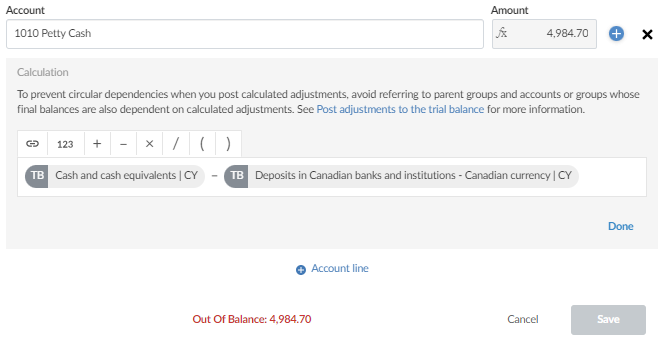 Account Amount
1010 Petty Cash fx 4,984.70 + ×
Calculation
To prevent circular dependencies when you post calculated adjustments, avoid referring to parent groups and accounts or groups whose
final balances are also dependent on calculated adjustments. See Post adjustments to the trial balance for more information.
123 + − × / ( )
TB Cash and cash equivalents | CY − TB Deposits in Canadian banks and institutions - Canadian currency | CY
Done
+ Account line
Out Of Balance: 4,984.70 Cancel Save